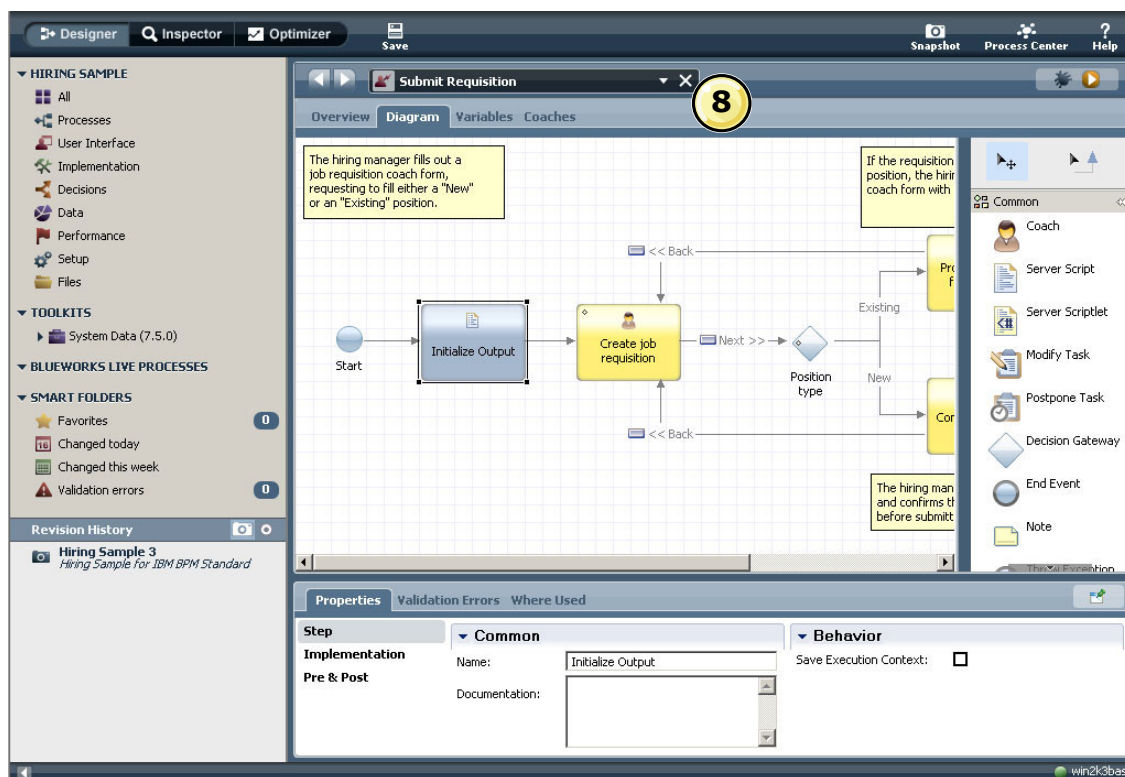 Designer
Inspector
Optimizer
Save
Snapshot
Process Center
Help
HIRING SAMPLE
All
Processes
User Interface
Implementation
Decisions
Data
Performance
Setup
Files
TOOLKITS
System Data (7.5.0)
BLUEWORKS LIVE PROCESSES
SMART FOLDERS
Favorites 0
Changed today
Changed this week
Validation errors 0
Revision History
Hiring Sample 3
Hiring Sample for IBM BPM Standard
Submit Requisition
8
Overview Diagram Variables Coaches
The hiring manager fills out a
job requisition coach form,
requesting to fill either a "New"
or an "Existing" position.
If the requisition
position, the hirin
coach form with
<< Back
Start
Initialize Output
Create job
requisition
Next >>
Position
type
Existing
New
Pro
f
Cor
<< Back
The hiring man
and confirms th
before submitt
Common
Coach
Server Script
Server Scriptlet
Modify Task
Postpone Task
Decision Gateway
End Event
Note
Throw Exception
Properties Validation Errors Where Used
Step
Implementation
Pre & Post
Common
Name: Initialize Output
Documentation:
Behavior
Save Execution Context:
win2k3bas